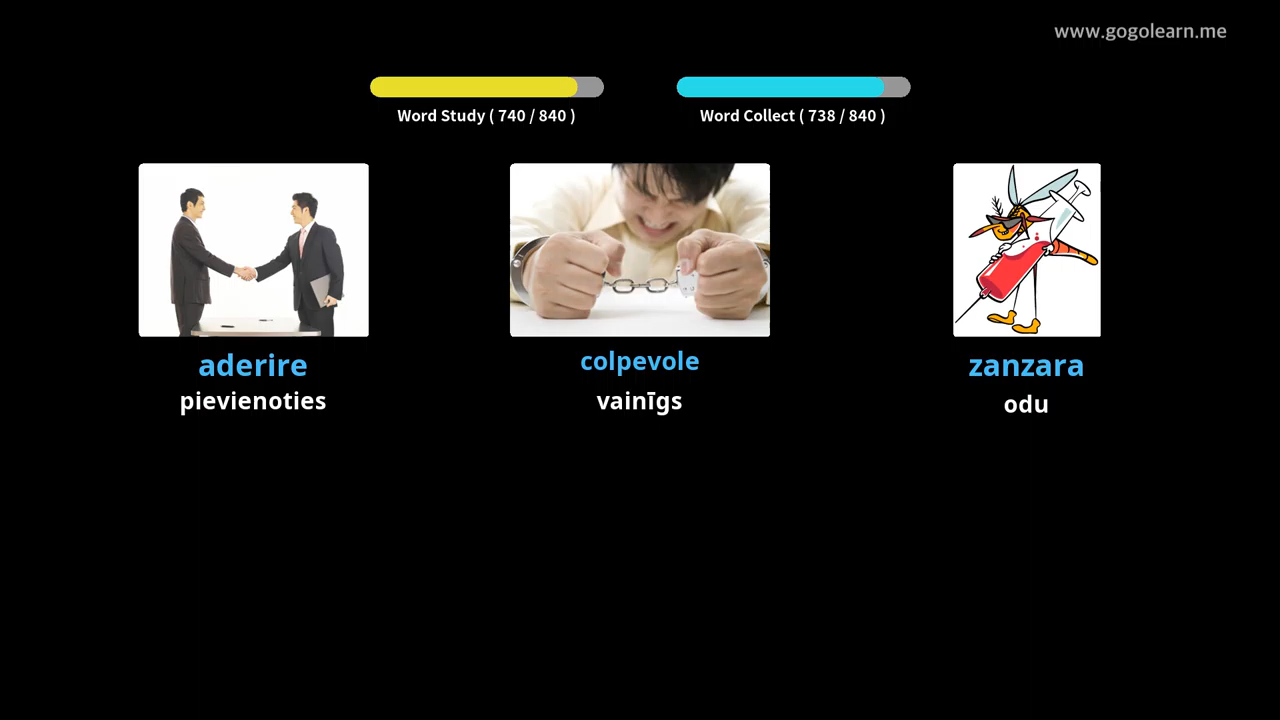 www.gogolearn.me
Word Study ( 740 / 840 )
Word Collect ( 738 / 840 )
aderire
pievienoties
colpevole
vainīgs
zanzara
odu